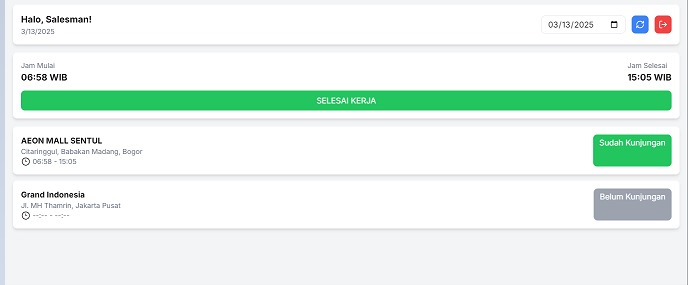 Halo, Salesman!
3/13/2025
03/13/2025
Jam Mulai
06:58 WIB
Jam Selesai
15:05 WIB
SELESAI KERJA
AEON MALL SENTUL
Citaringgul, Babakan Madang, Bogor
06:58 - 15:05
Sudah Kunjungan
Grand Indonesia
Jl. MH Thamrin, Jakarta Pusat
--:-- - --:--
Belum Kunjungan